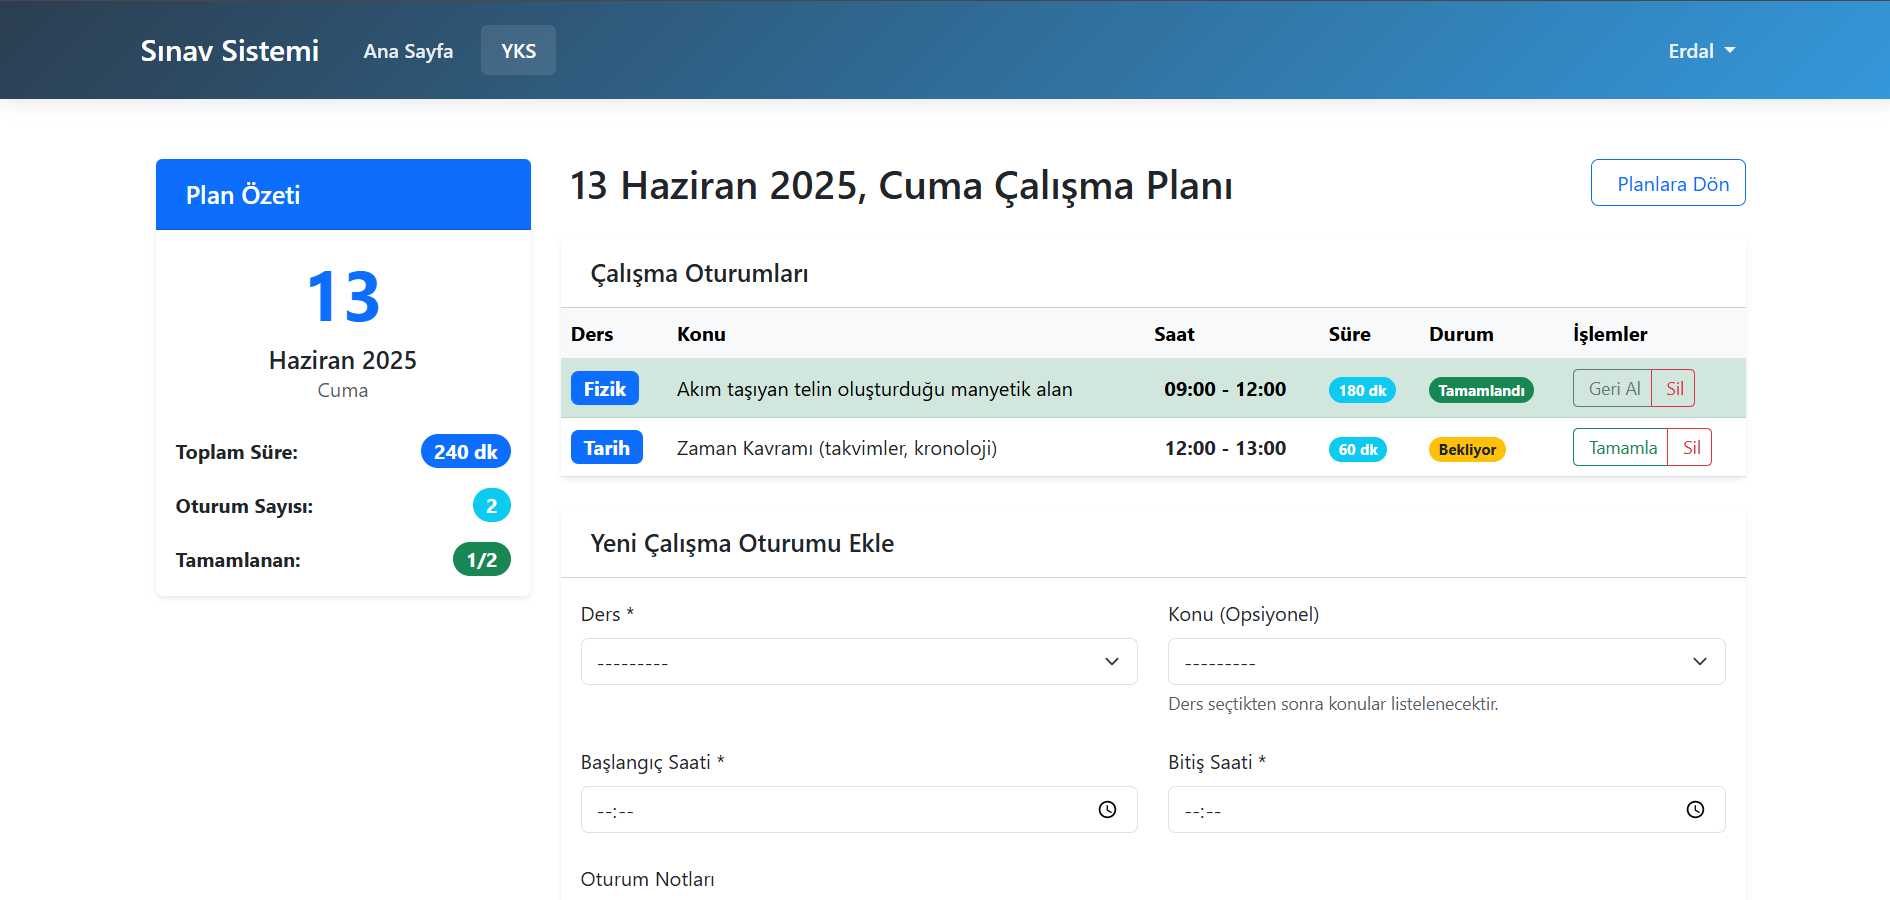 Sınav Sistemi Ana Sayfa YKS Erdal
Plan Özeti
13
Haziran 2025
Cuma
Toplam Süre: 240 dk
Oturum Sayısı: 2
Tamamlanan: 1/2
13 Haziran 2025, Cuma Çalışma Planı
Planlara Dön
Çalışma Oturumları
Ders Konu Saat Süre Durum İşlemler
Fizik Akım taşıyan telin oluşturduğu manyetik alan 09:00 - 12:00 180 dk Tamamlandı Geri Al Sil
Tarih Zaman Kavramı (takvimler, kronoloji) 12:00 - 13:00 60 dk Bekliyor Tamamla Sil
Yeni Çalışma Oturumu Ekle
Ders * Konu (Opsiyonel)
--------- ---------
Ders seçtikten sonra konular listelenecektir.
Başlangıç Saati * Bitiş Saati *
--:-- --:--
Oturum Notları